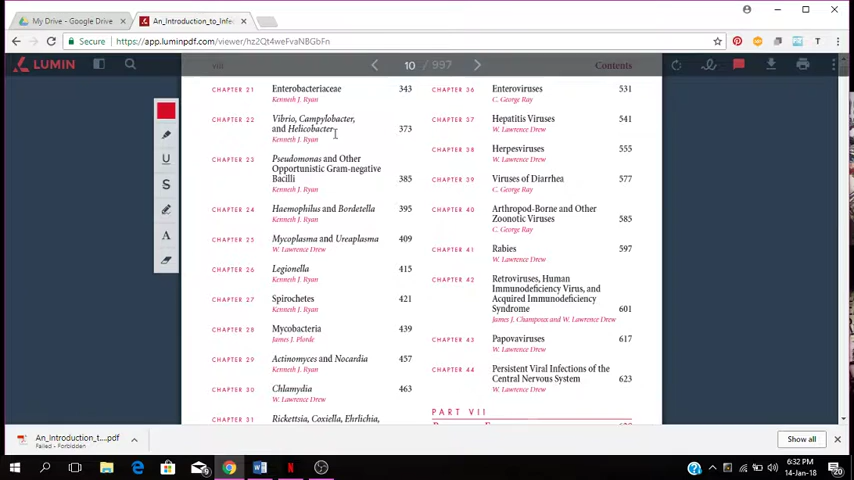 My Drive - Google Drive
An_Introduction_to_Infe
Secure
https://app.luminpdf.com/viewer/hz2Qt4weFvaNBGbFn
LUMIN
10 / 997
viii
Contents
CHAPTER 21
Enterobacteriaceae 343
Kenneth J. Ryan
CHAPTER 22
Vibrio, Campylobacter,
and Helicobacter 373
Kenneth J. Ryan
CHAPTER 23
Pseudomonas and Other
Opportunistic Gram-negative
Bacilli 385
Kenneth J. Ryan
CHAPTER 24
Haemophilus and Bordetella 395
Kenneth J. Ryan
CHAPTER 25
Mycoplasma and Ureaplasma 409
W. Lawrence Drew
CHAPTER 26
Legionella 415
Kenneth J. Ryan
CHAPTER 27
Spirochetes 421
Kenneth J. Ryan
CHAPTER 28
Mycobacteria 439
James J. Plorde
CHAPTER 29
Actinomyces and Nocardia 457
Kenneth J. Ryan
CHAPTER 30
Chlamydia 463
W. Lawrence Drew
CHAPTER 31
Rickettsia, Coxiella, Ehrlichia,
CHAPTER 36
Enteroviruses 531
C. George Ray
CHAPTER 37
Hepatitis Viruses 541
W. Lawrence Drew
CHAPTER 38
Herpesviruses 555
W. Lawrence Drew
CHAPTER 39
Viruses of Diarrhea 577
C. George Ray
CHAPTER 40
Arthropod-Borne and Other
Zoonotic Viruses 585
C. George Ray
CHAPTER 41
Rabies 597
W. Lawrence Drew
CHAPTER 42
Retroviruses, Human
Immunodeficiency Virus, and
Acquired Immunodeficiency
Syndrome 601
James J. Champoux and W. Lawrence Drew
CHAPTER 43
Papovaviruses 617
W. Lawrence Drew
CHAPTER 44
Persistent Viral Infections of the
Central Nervous System 623
W. Lawrence Drew
PART VII
U
S
A
An_Introduction_t....pdf
Failed - Forbidden
Show all
6:32 PM
14-Jan-18
20